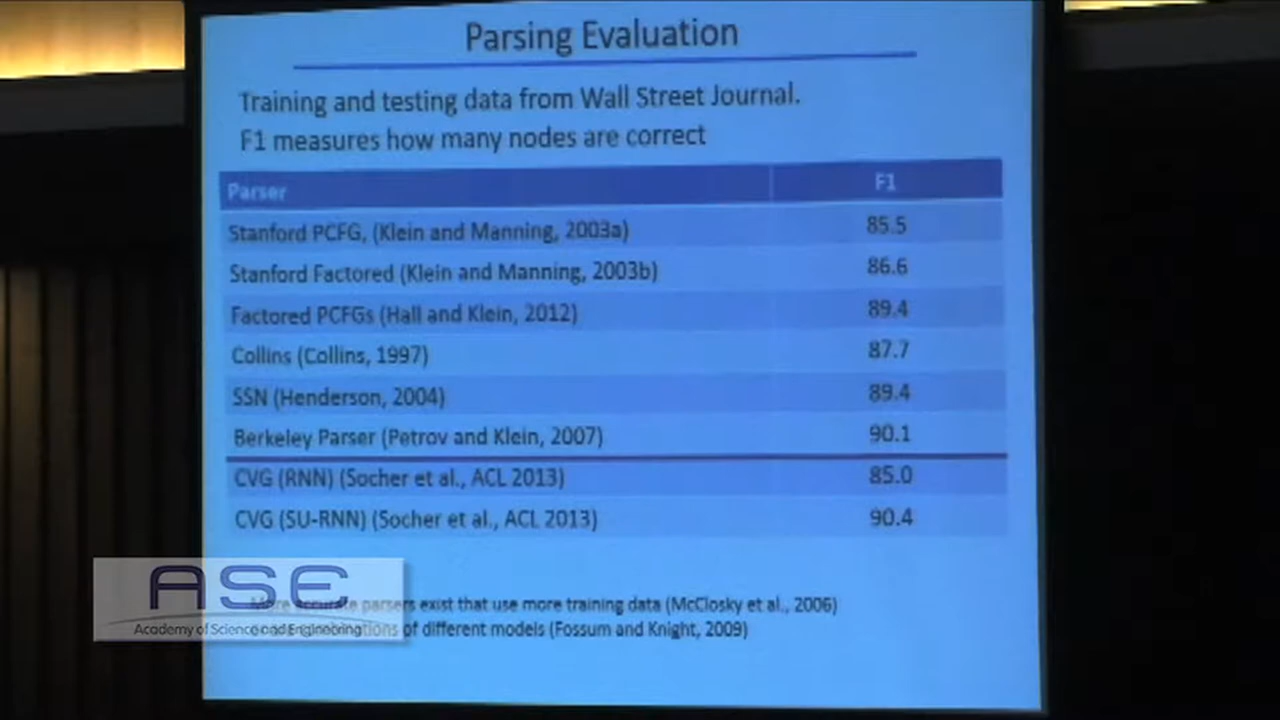 Parsing Evaluation
Training and testing data from Wall Street Journal.
F1 measures how many nodes are correct
Parser F1
Stanford PCFG, (Klein and Manning, 2003a) 85.5
Stanford Factored (Klein and Manning, 2003b) 86.6
Factored PCFGs (Hall and Klein, 2012) 89.4
Collins (Collins, 1997) 87.7
SSN (Henderson, 2004) 89.4
Berkeley Parser (Petrov and Klein, 2007) 90.1
CVG (RNN) (Socher et al., ACL 2013) 85.0
CVG (SU-RNN) (Socher et al., ACL 2013) 90.4
ASE
More accurate parsers exist that use more training data (McClosky et al., 2006)
Academy of Science and Engineering
of different models (Fossum and Knight, 2009)